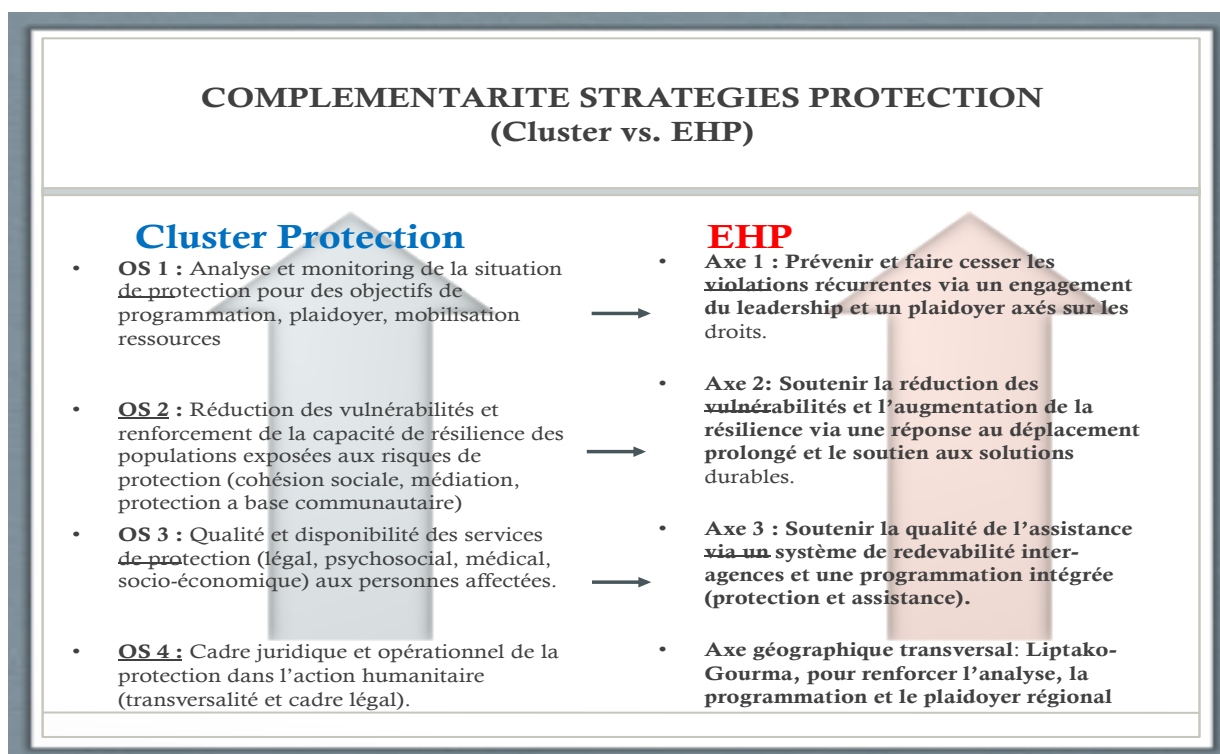 COMPLEMENTARITE STRATEGIES PROTECTION
(Cluster vs. EHP)
Cluster Protection
• OS 1 : Analyse et monitoring de la situation
de protection pour des objectifs de
programmation, plaidoyer, mobilisation
ressources
• OS 2 : Réduction des vulnérabilités et
renforcement de la capacité de résilience des
populations exposées aux risques de
protection (cohésion sociale, médiation,
protection a base communautaire)
• OS 3 : Qualité et disponibilité des services
de protection (légal, psychosocial, médical,
socio-économique) aux personnes affectées.
• OS 4 : Cadre juridique et opérationnel de la
protection dans l’action humanitaire
(transversalité et cadre légal).
EHP
• Axe 1 : Prévenir et faire cesser les
violations récurrentes via un engagement
du leadership et un plaidoyer axés sur les
droits.
• Axe 2: Soutenir la réduction des
vulnérabilités et l’augmentation de la
résilience via une réponse au déplacement
prolongé et le soutien aux solutions
durables.
• Axe 3 : Soutenir la qualité de l’assistance
via un système de redevabilité inter-
agences et une programmation intégrée
(protection et assistance).
• Axe géographique transversal: Liptako-
Gourma, pour renforcer l’analyse, la
programmation et le plaidoyer régional